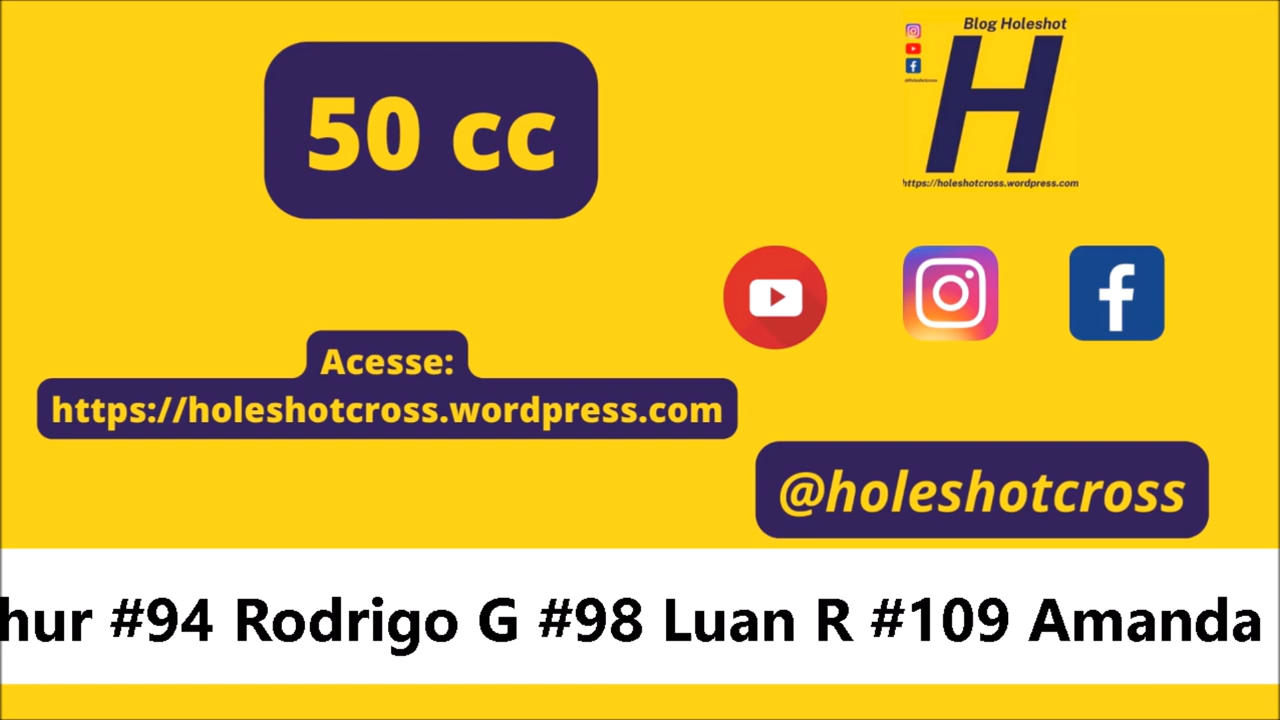 50 cc
Blog Holeshot
H
https://holeshotcross.wordpress.com
Acesse:
https://holeshotcross.wordpress.com
@holeshotcross
hur #94 Rodrigo G #98 Luan R #109 Amanda